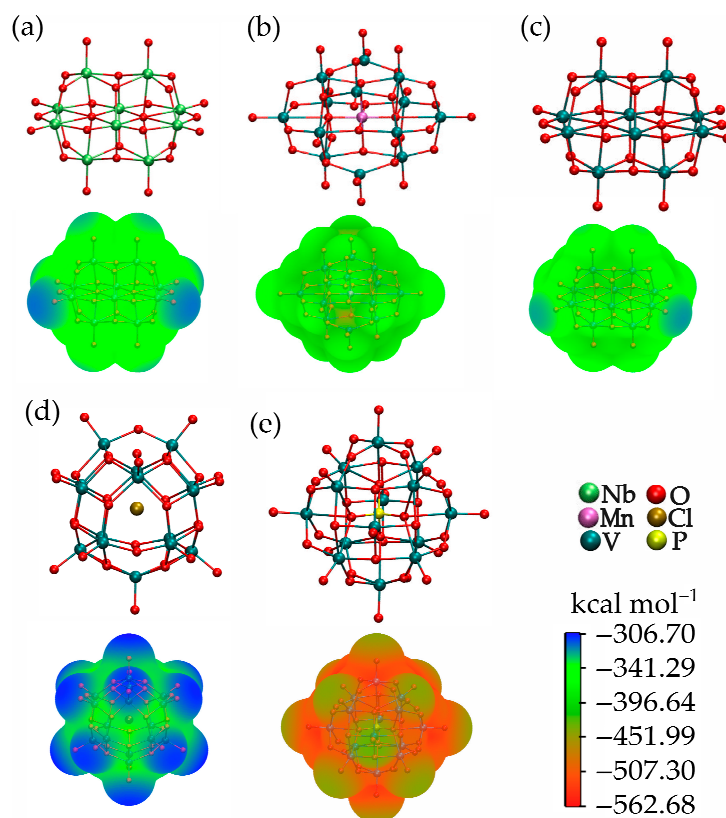 (a)
(b)
(c)
(d)
(e)
Nb O
Mn Cl
V P
kcal mol⁻¹
−306.70
−341.29
−396.64
−451.99
−507.30
−562.68